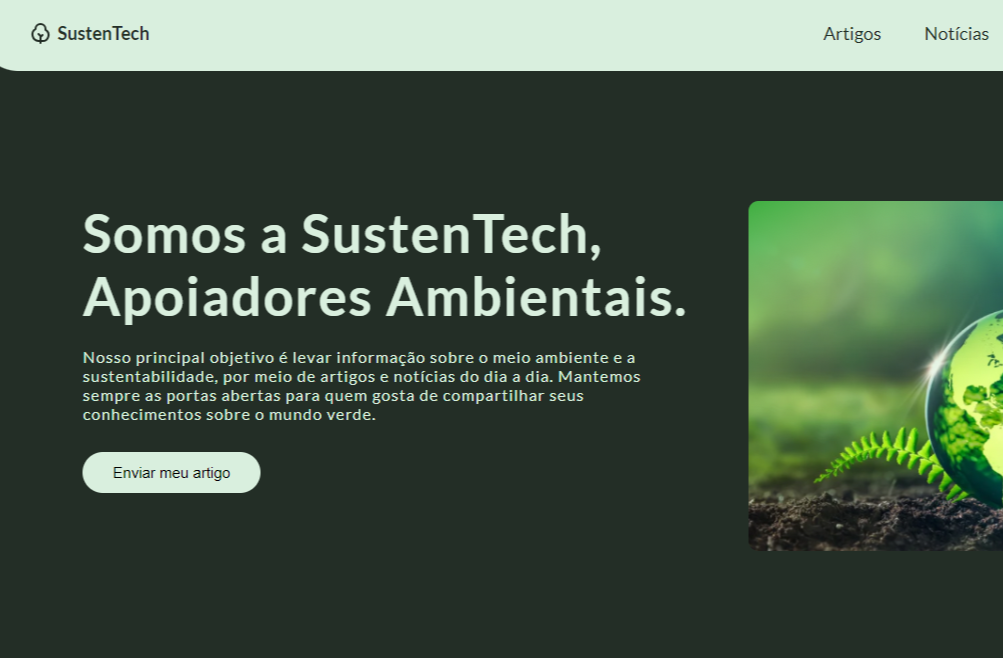 SustenTech
Artigos
Notícias
Somos a SustenTech,
Apoiadores Ambientais.
Nosso principal objetivo é levar informação sobre o meio ambiente e a
sustentabilidade, por meio de artigos e notícias do dia a dia. Mantemos
sempre as portas abertas para quem gosta de compartilhar seus
conhecimentos sobre o mundo verde.
Enviar meu artigo